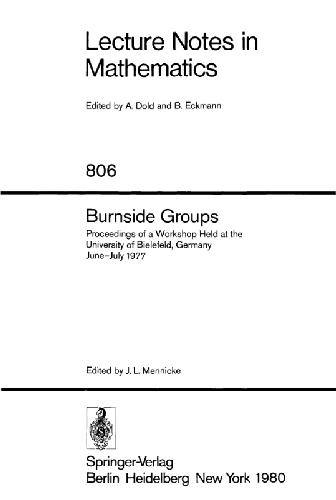 Lecture Notes in
Mathematics
Edited by A. Dold and B. Eckmann
806
Burnside Groups
Proceedings of a Workshop Held at the
University of Bielefeld, Germany
June–July 1977
Edited by J. L. Mennicke
Springer-Verlag
Berlin Heidelberg New York 1980